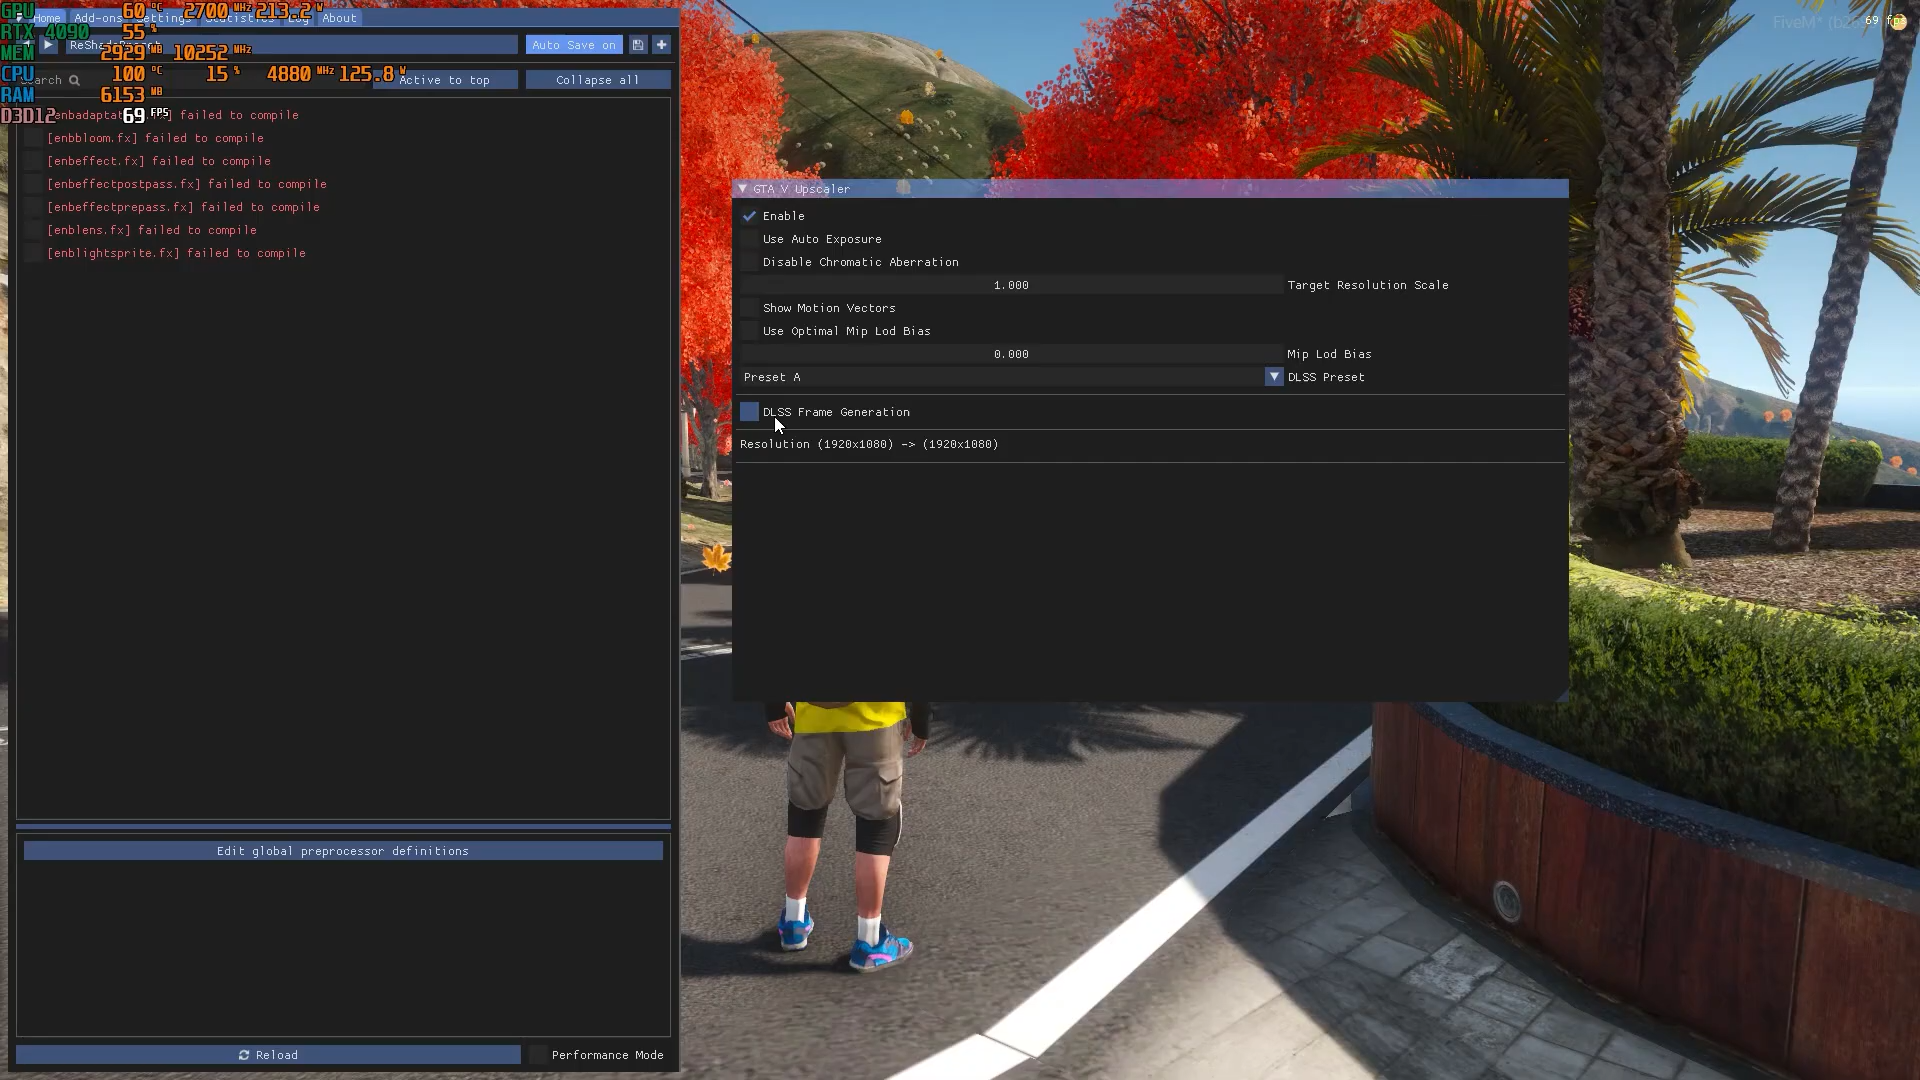 GPU 60 °C 2700 MHz 213.2 W
RTX 4090 55 %
MEM 2929 MB 10252 MHz
CPU 100 °C 15 % 4880 MHz 125.8 W
RAM 6153 MB
D3D12 69 FPS
Home Add-ons Settings Statistics Log About
Auto Save on
Active to top Collapse all
failed to compile
[enbbloom.fx] failed to compile
[enbeffect.fx] failed to compile
[enbeffectpostpass.fx] failed to compile
[enbeffectprepass.fx] failed to compile
[enblens.fx] failed to compile
[enblightsprite.fx] failed to compile
Edit global preprocessor definitions
Reload Performance Mode
GTA V Upscaler
Enable
Use Auto Exposure
Disable Chromatic Aberration
1.000 Target Resolution Scale
Show Motion Vectors
Use Optimal Mip Lod Bias
0.000 Mip Lod Bias
Preset A DLSS Preset
DLSS Frame Generation
Resolution (1920x1080) -> (1920x1080)
FiveM* 69 fps